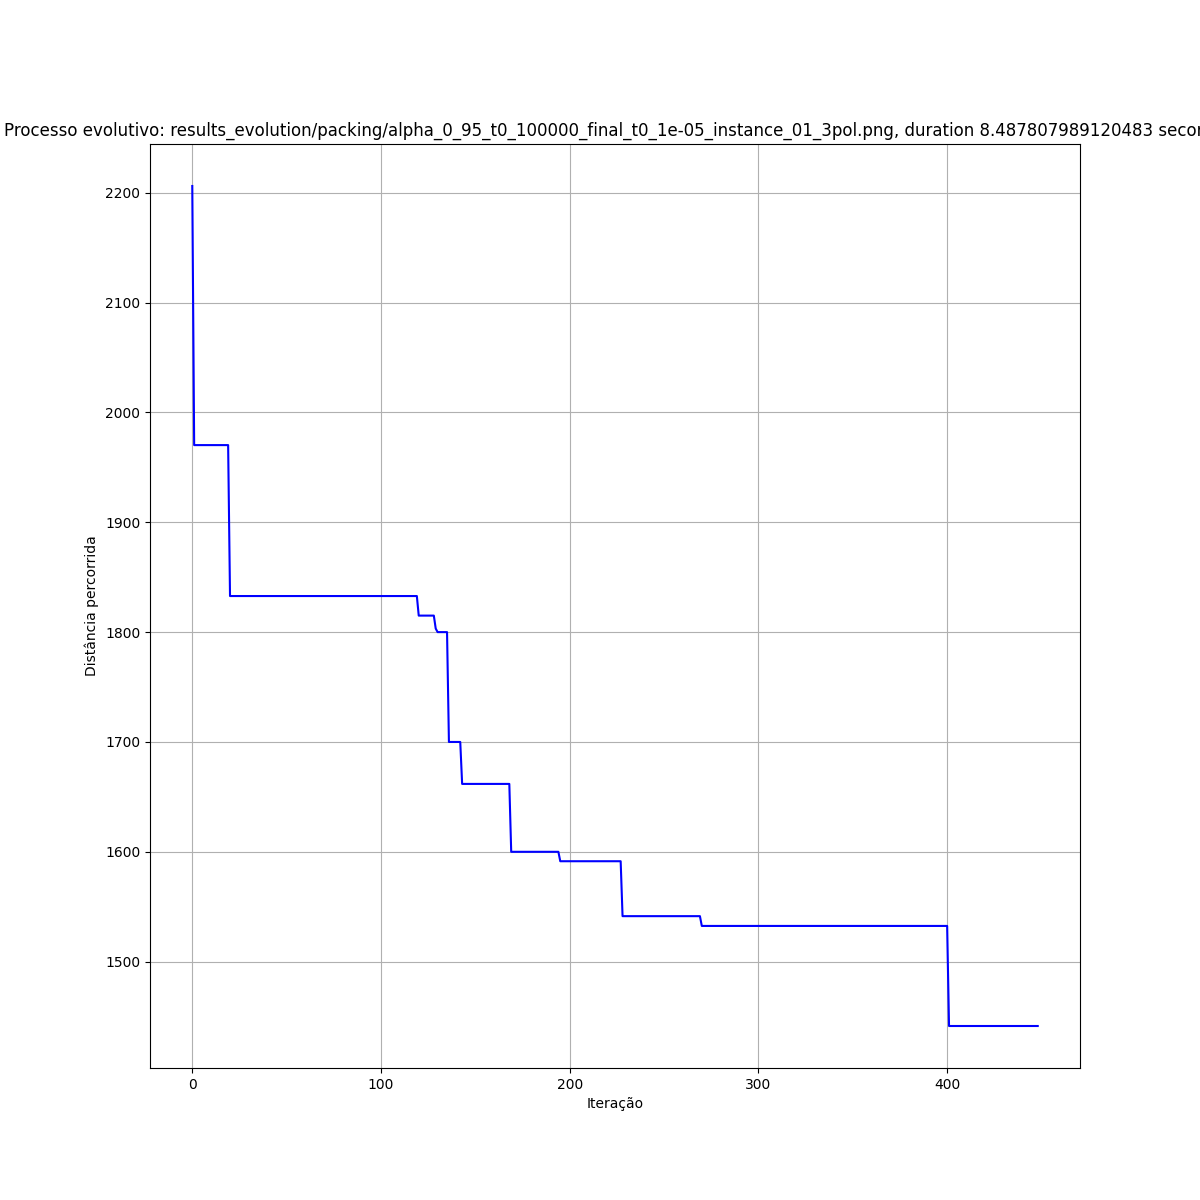 Processo evolutivo: results_evolution/packing/alpha_0_95_t0_100000_final_t0_1e-05_instance_01_3pol.png, duration 8.487807989120483
2200
2100
2000
1900
1800
1700
1600
1500
Distância percorrida
0 100 200 300 400
Iteração